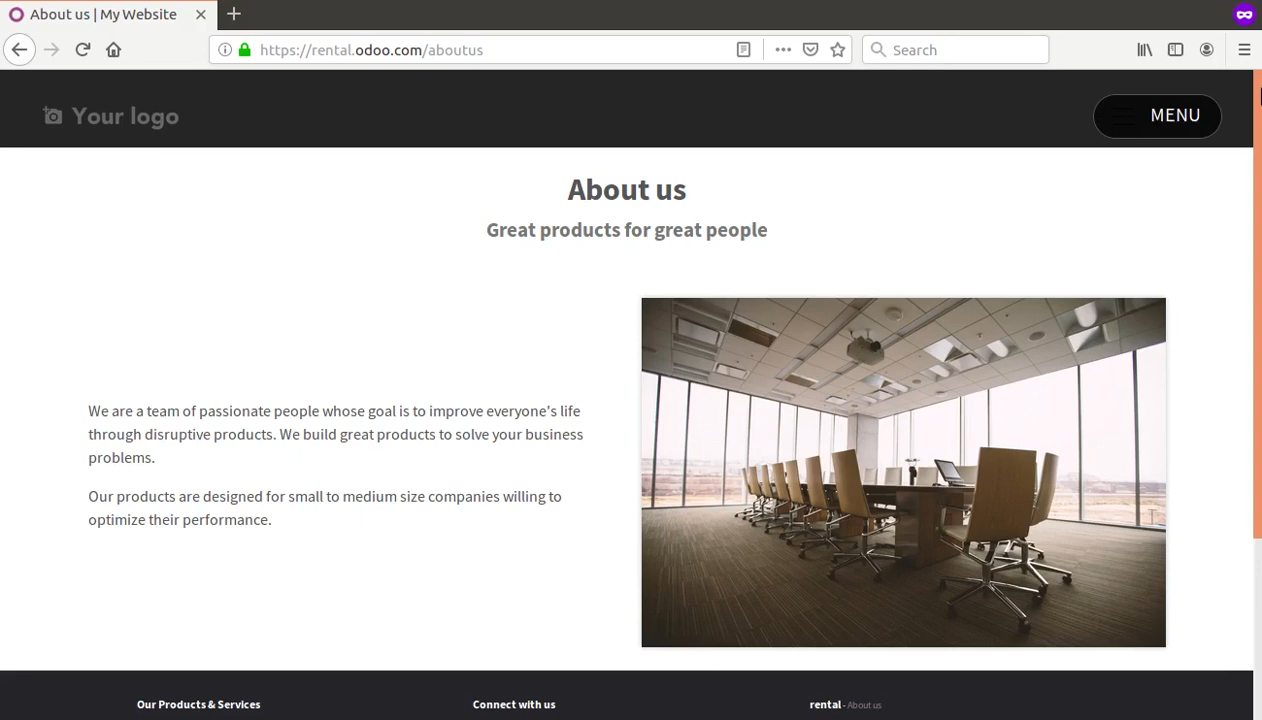 About us | My Website
https://rental.odoo.com/aboutus
Search
Your logo
MENU
About us
Great products for great people
We are a team of passionate people whose goal is to improve everyone's life
through disruptive products. We build great products to solve your business
problems.
Our products are designed for small to medium size companies willing to
optimize their performance.
Our Products & Services
Connect with us
rental - About us